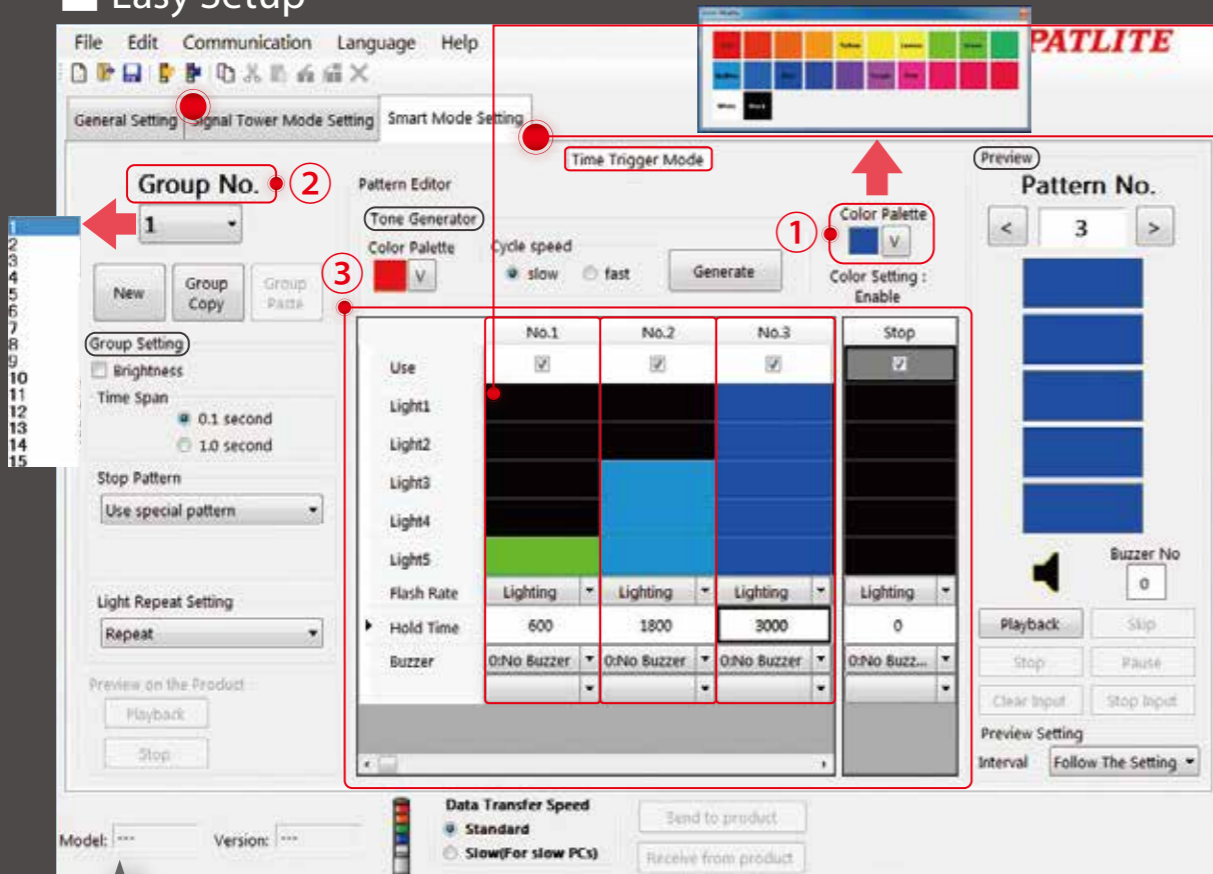 Easy Setup
File Edit Communication Language Help
PATLITE
Yellow
Green
White
Black
General Setting Signal Tower Mode Setting Smart Mode Setting
Time Trigger Mode
Group No. ②
1
1
2
3
4
5
6
7
8
9
10
11
12
13
14
15
New Group Copy Group Paste
Group Setting
Brightness
Time Span
0.1 second
1.0 second
Stop Pattern
Use special pattern
Light Repeat Setting
Repeat
Preview on the Product
Playback
Stop
Pattern Editor
Tone Generator
Color Palette
V
③
Cycle speed
slow fast
Generate
① Color Palette
V
Color Setting :
Enable
No.1 No.2 No.3 Stop
Use
Light1
Light2
Light3
Light4
Light5
Flash Rate Lighting Lighting Lighting Lighting
Hold Time 600 1800 3000 0
Buzzer 0:No Buzzer 0:No Buzzer 0:No Buzzer 0:No Buzz...
Preview
Pattern No.
< 3 >
Buzzer No
0
Playback Skip
Stop Pause
Clear Input Stop Input
Preview Setting
Interval Follow The Setting
Model: --- Version: ---
Data Transfer Speed
Standard
Slow(For slow PCs)
Send to product
Receive from product